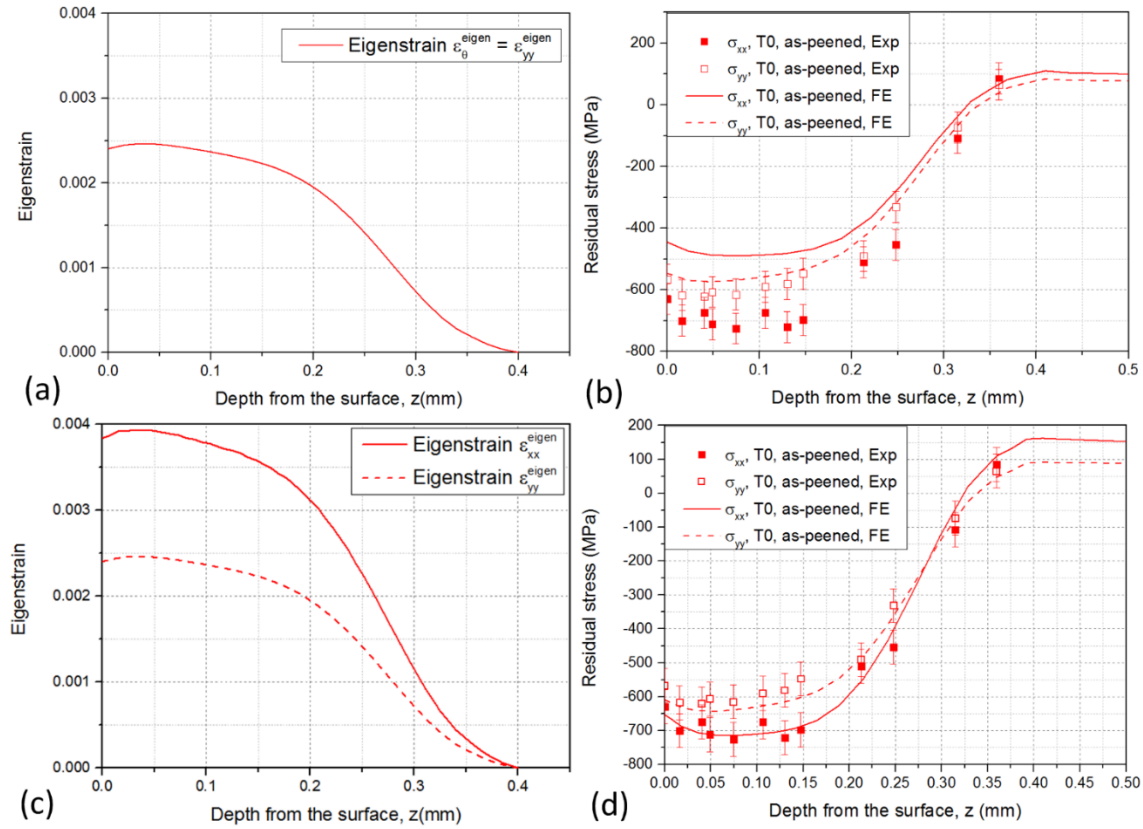 0.004
0.003
0.002
0.001
0.000
Eigenstrain
Eigenstrain ε_θ^eigen = ε_yy^eigen
0.0 0.1 0.2 0.3 0.4
Depth from the surface, z(mm)
(a)
200
0
-200
-400
-600
-800
Residual stress (MPa)
σxx, T0, as-peened, Exp
σyy, T0, as-peened, Exp
σxx, T0, as-peened, FE
σyy, T0, as-peened, FE
0.0 0.1 0.2 0.3 0.4 0.5
Depth from the surface, z (mm)
(b)
0.004
0.003
0.002
0.001
0.000
Eigenstrain
Eigenstrain ε_xx^eigen
Eigenstrain ε_yy^eigen
0.0 0.1 0.2 0.3 0.4
Depth from the surface, z(mm)
(c)
200
100
0
-100
-200
-300
-400
-500
-600
-700
-800
Residual stress (MPa)
σxx, T0, as-peened, Exp
σyy, T0, as-peened, Exp
σxx, T0, as-peened, FE
σyy, T0, as-peened, FE
0.00 0.05 0.10 0.15 0.20 0.25 0.30 0.35 0.40 0.45 0.50
Depth from the surface, z (mm)
(d)